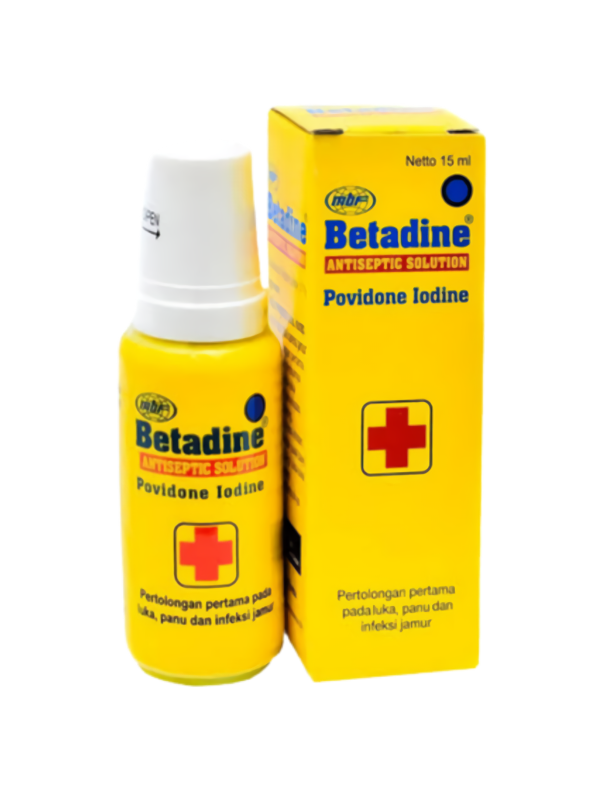 OPEN
mbf
Betadine®
ANTISEPTIC SOLUTION
Povidone Iodine
Pertolongan pertama pada
luka, panu dan infeksi jamur
Betadine
Netto 15 ml
mbf
Betadine®
ANTISEPTIC SOLUTION
Povidone Iodine
Pertolongan pertama
pada luka, panu dan
infeksi jamur